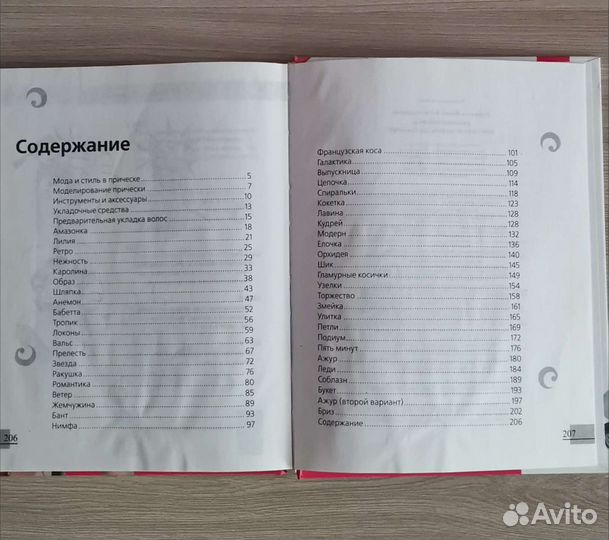 Содержание
Мода и стиль в прическе 5
Моделирование прически 7
Инструменты и аксессуары 10
Укладочные средства 13
Предварительная укладка волос 15
Амазонка 18
Лилия 21
Ретро 25
Нежность 29
Каролина 33
Образ 38
Шляпка 43
Анемон 47
Бабетта 52
Тропик 56
Локоны 59
Вальс 63
Прелесть 67
Звезда 72
Ракушка 76
Романтика 80
Ветер 85
Жемчужина 89
Бант 93
Нимфа 97
206
Французская коса 101
Галактика 105
Выпускница 109
Цепочка 114
Спиральки 118
Кокетка 123
Лавина 128
Кудрей 128
Модерн 132
Елочка 136
Орхидея 140
Шик 145
Гламурные косички 149
Узелки 154
Торжество 158
Змейка 161
Улитка 165
Петли 169
Подиум 172
Пять минут 176
Ажур 180
Леди 184
Соблазн 189
Букет 193
Ажур (второй вариант) 197
Бриз 202
Содержание 206
207
Avito